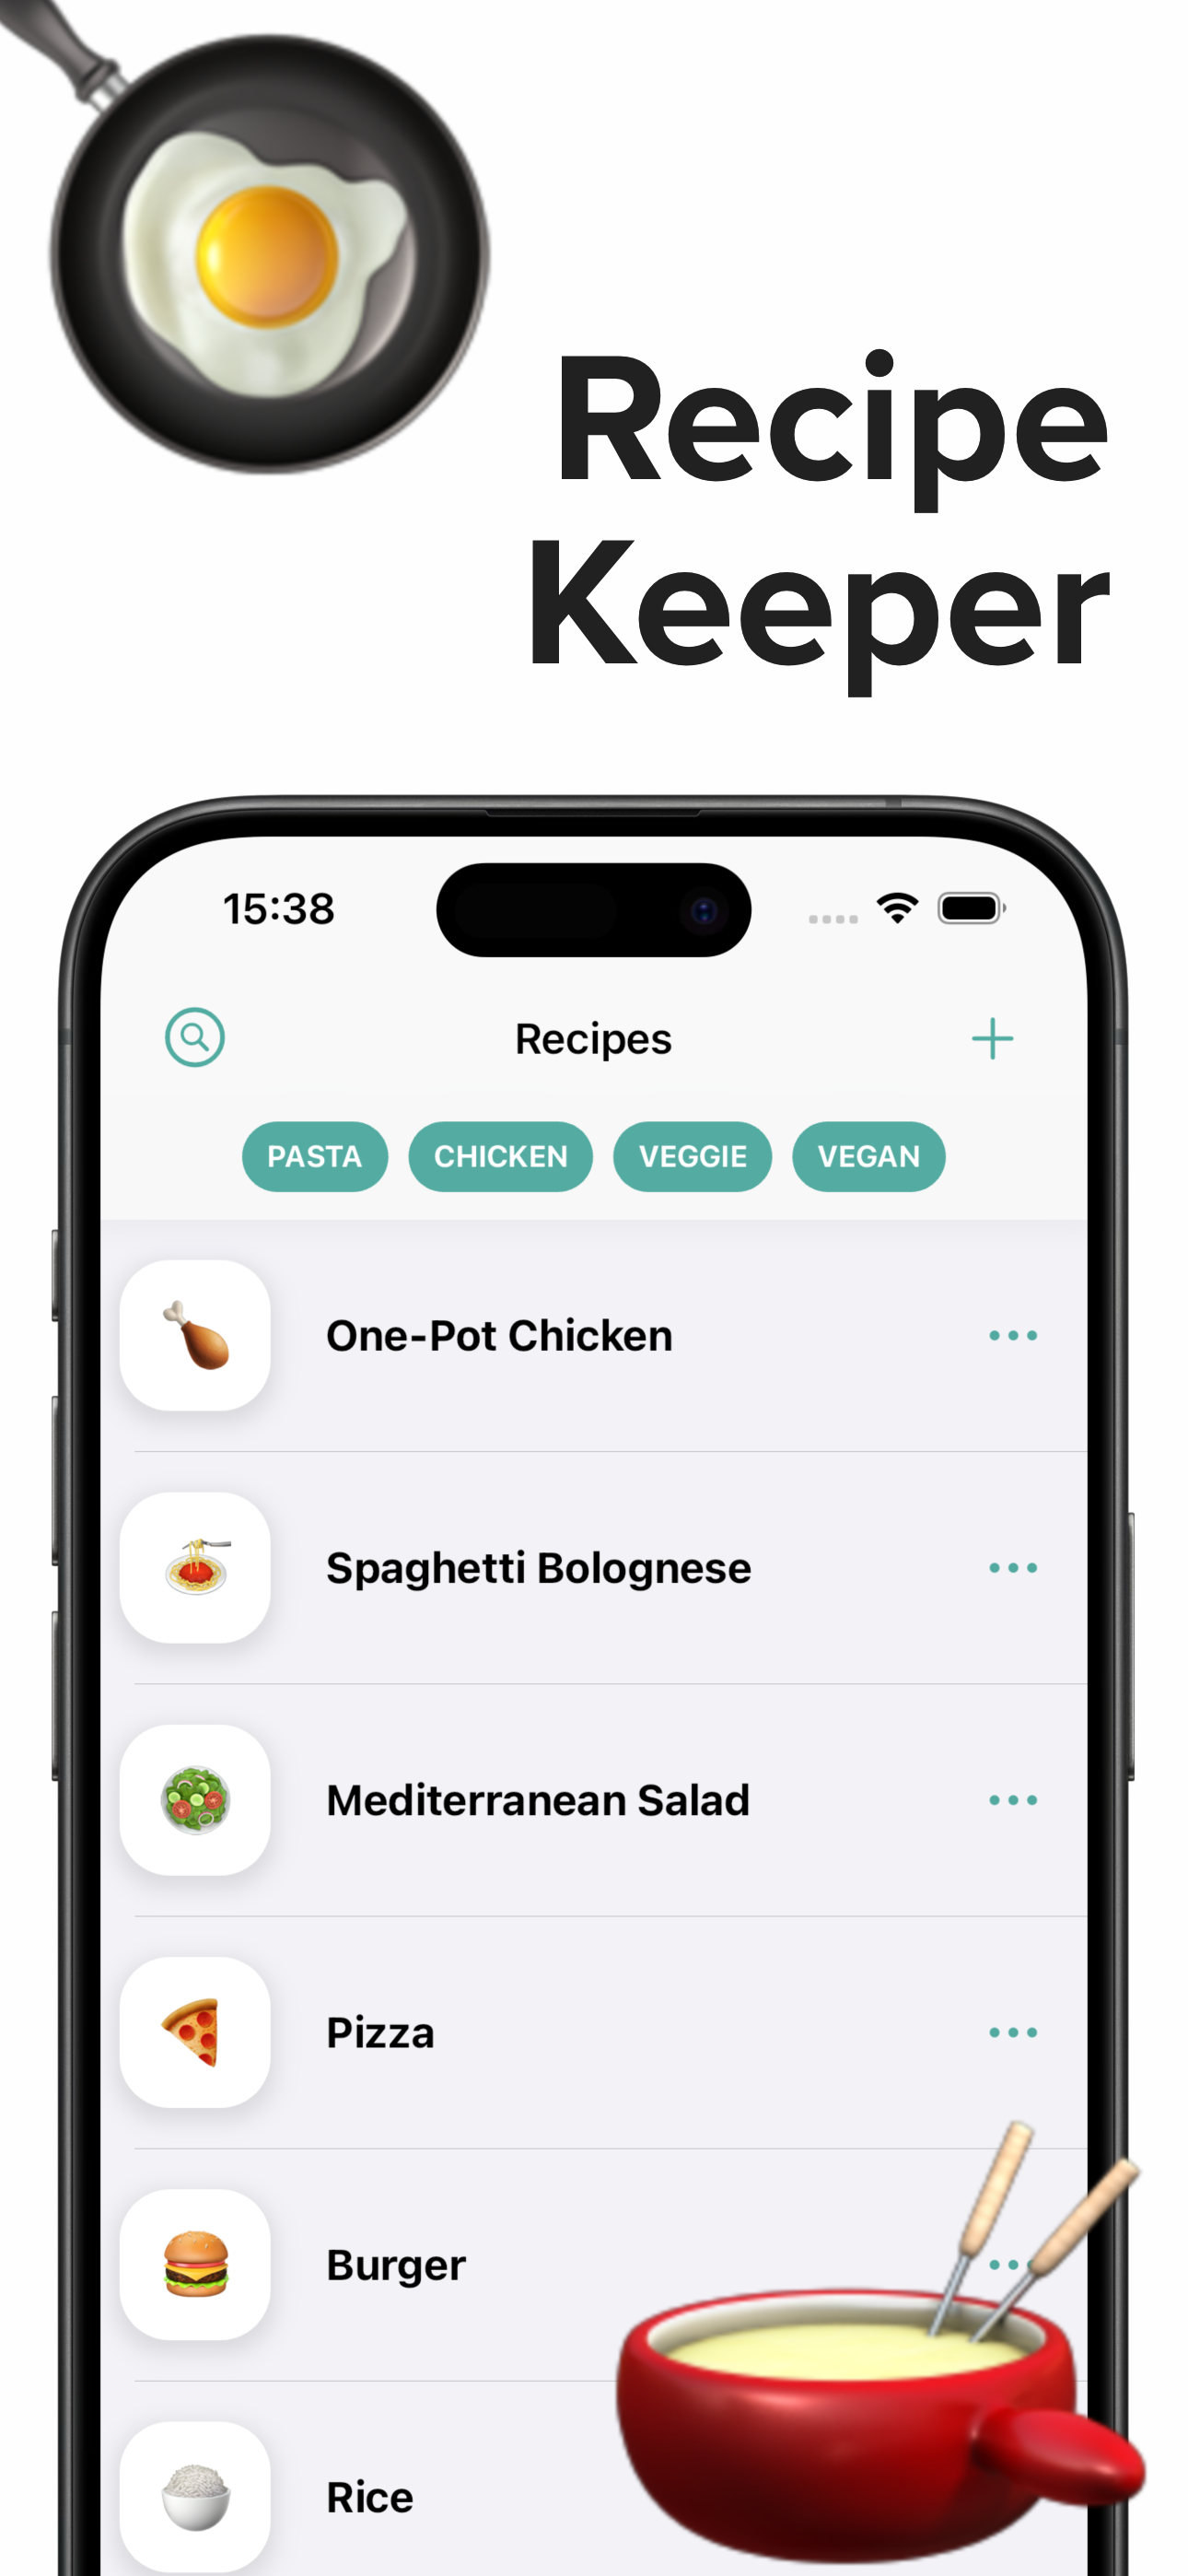 Recipe
Keeper
15:38
Recipes
PASTA CHICKEN VEGGIE VEGAN
One-Pot Chicken
Spaghetti Bolognese
Mediterranean Salad
Pizza
Burger
Rice